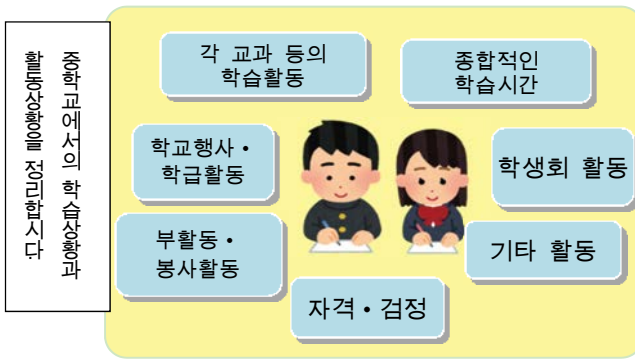 중학교에서의 학습상황과
활동상황을 정리합시다.
각 교과 등의
학습활동
종합적인
학습시간
학교행사・
학급활동
학생회 활동
부활동・
봉사활동
기타 활동
자격・검정